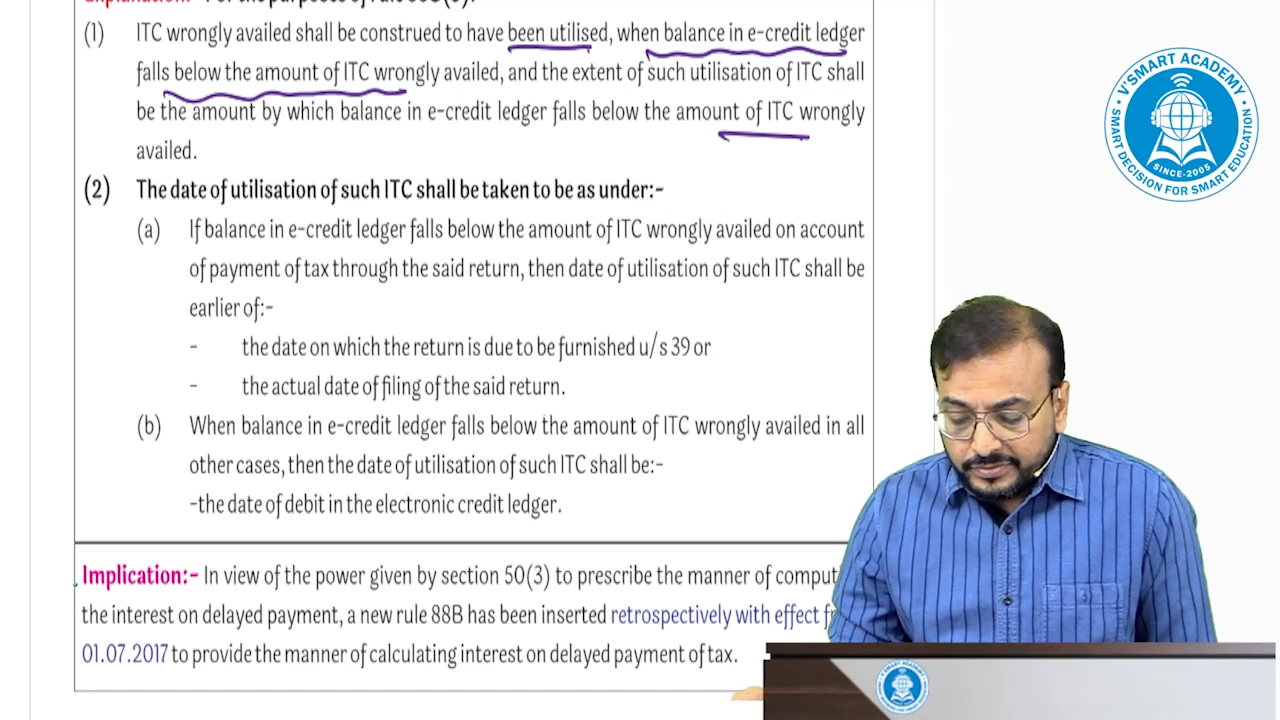 (1) ITC wrongly availed shall be construed to have been utilised, when balance in e-credit ledger
falls below the amount of ITC wrongly availed, and the extent of such utilisation of ITC shall
be the amount by which balance in e-credit ledger falls below the amount of ITC wrongly
availed.
(2) The date of utilisation of such ITC shall be taken to be as under:-
(a) If balance in e-credit ledger falls below the amount of ITC wrongly availed on account
of payment of tax through the said return, then date of utilisation of such ITC shall be
earlier of:-
- the date on which the return is due to be furnished u/s 39 or
- the actual date of filing of the said return.
(b) When balance in e-credit ledger falls below the amount of ITC wrongly availed in all
other cases, then the date of utilisation of such ITC shall be:-
-the date of debit in the electronic credit ledger.
Implication:- In view of the power given by section 50(3) to prescribe the manner of comput
the interest on delayed payment, a new rule 88B has been inserted retrospectively with effect
01.07.2017 to provide the manner of calculating interest on delayed payment of tax.
V'SMART ACADEMY
SINCE-2005
SMART DECISION FOR SMART EDUCATION